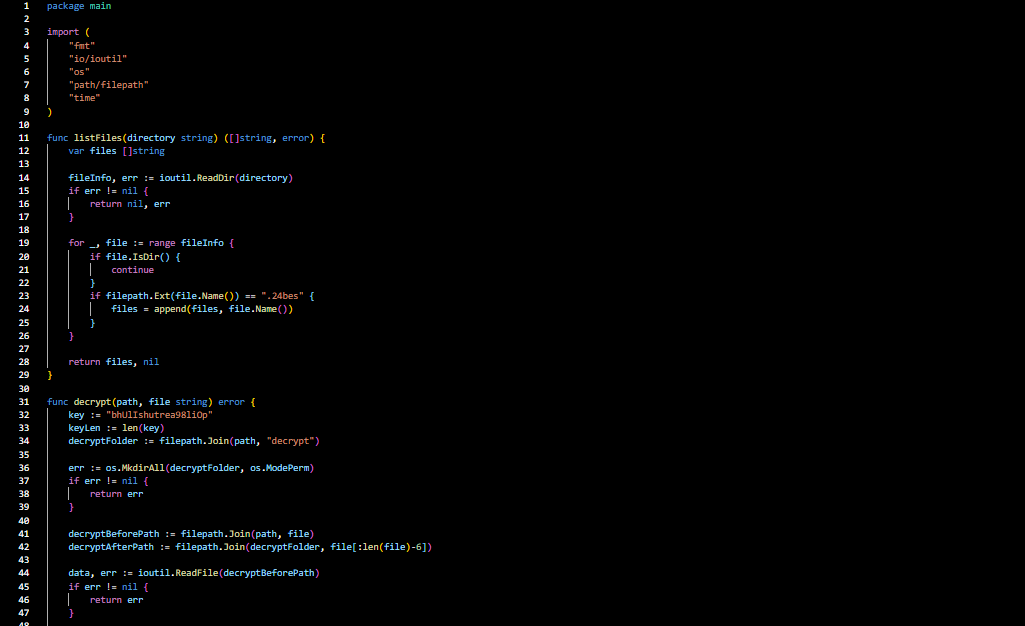 1 package main
2
3 import (
4 "fmt"
5 "io/ioutil"
6 "os"
7 "path/filepath"
8 "time"
9 )
10
11 func listFiles(directory string) ([]string, error) {
12 var files []string
13
14 fileInfo, err := ioutil.ReadDir(directory)
15 if err != nil {
16 return nil, err
17 }
18
19 for _, file := range fileInfo {
20 if file.IsDir() {
21 continue
22 }
23 if filepath.Ext(file.Name()) == ".24bes" {
24 files = append(files, file.Name())
25 }
26 }
27
28 return files, nil
29 }
30
31 func decrypt(path, file string) error {
32 key := "bhUlIshutrea98liOp"
33 keyLen := len(key)
34 decryptFolder := filepath.Join(path, "decrypt")
35
36 err := os.MkdirAll(decryptFolder, os.ModePerm)
37 if err != nil {
38 return err
39 }
40
41 decryptBeforePath := filepath.Join(path, file)
42 decryptAfterPath := filepath.Join(decryptFolder, file[:len(file)-6])
43
44 data, err := ioutil.ReadFile(decryptBeforePath)
45 if err != nil {
46 return err
47 }
48